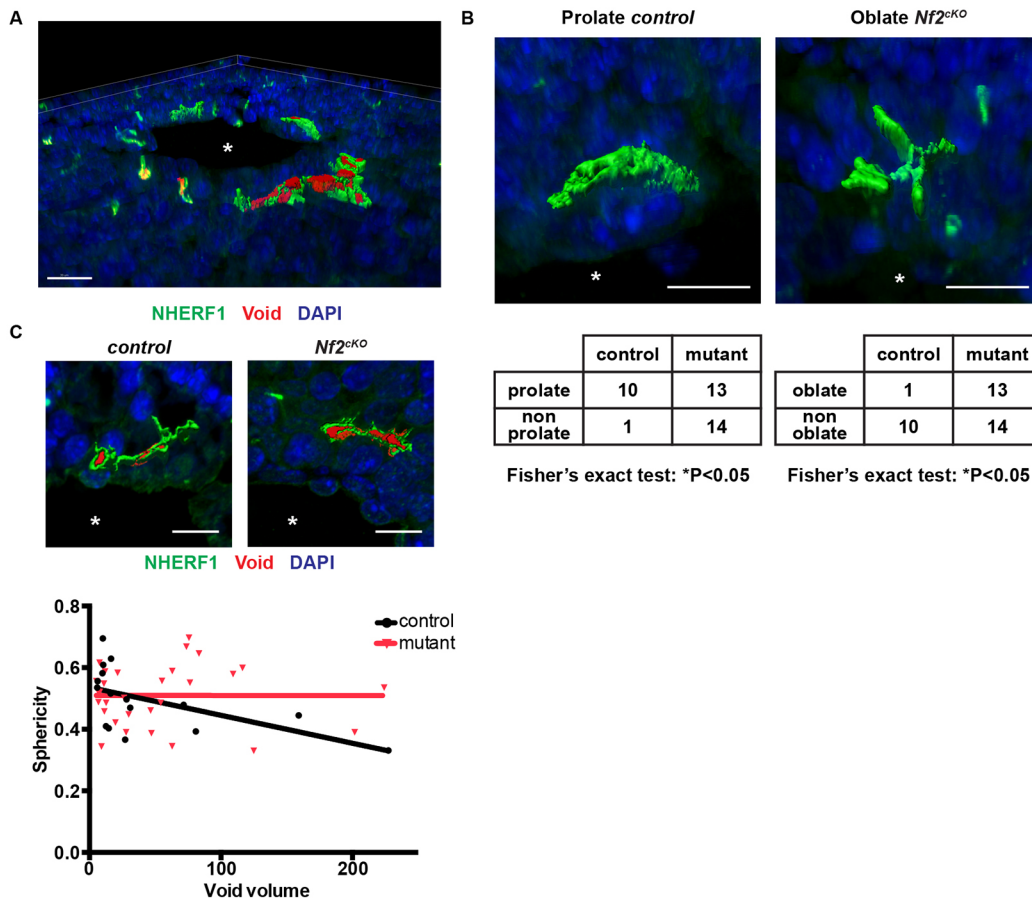 A
NHERF1 Void DAPI
B
Prolate control
Oblate Nf2cKO
control mutant
prolate 10 13
non prolate 1 14
Fisher's exact test: *P<0.05
control mutant
oblate 1 13
non oblate 10 14
Fisher's exact test: *P<0.05
C
control
Nf2cKO
NHERF1 Void DAPI
control
mutant
Sphericity
0.8
0.6
0.4
0.2
0.0
0 100 200
Void volume